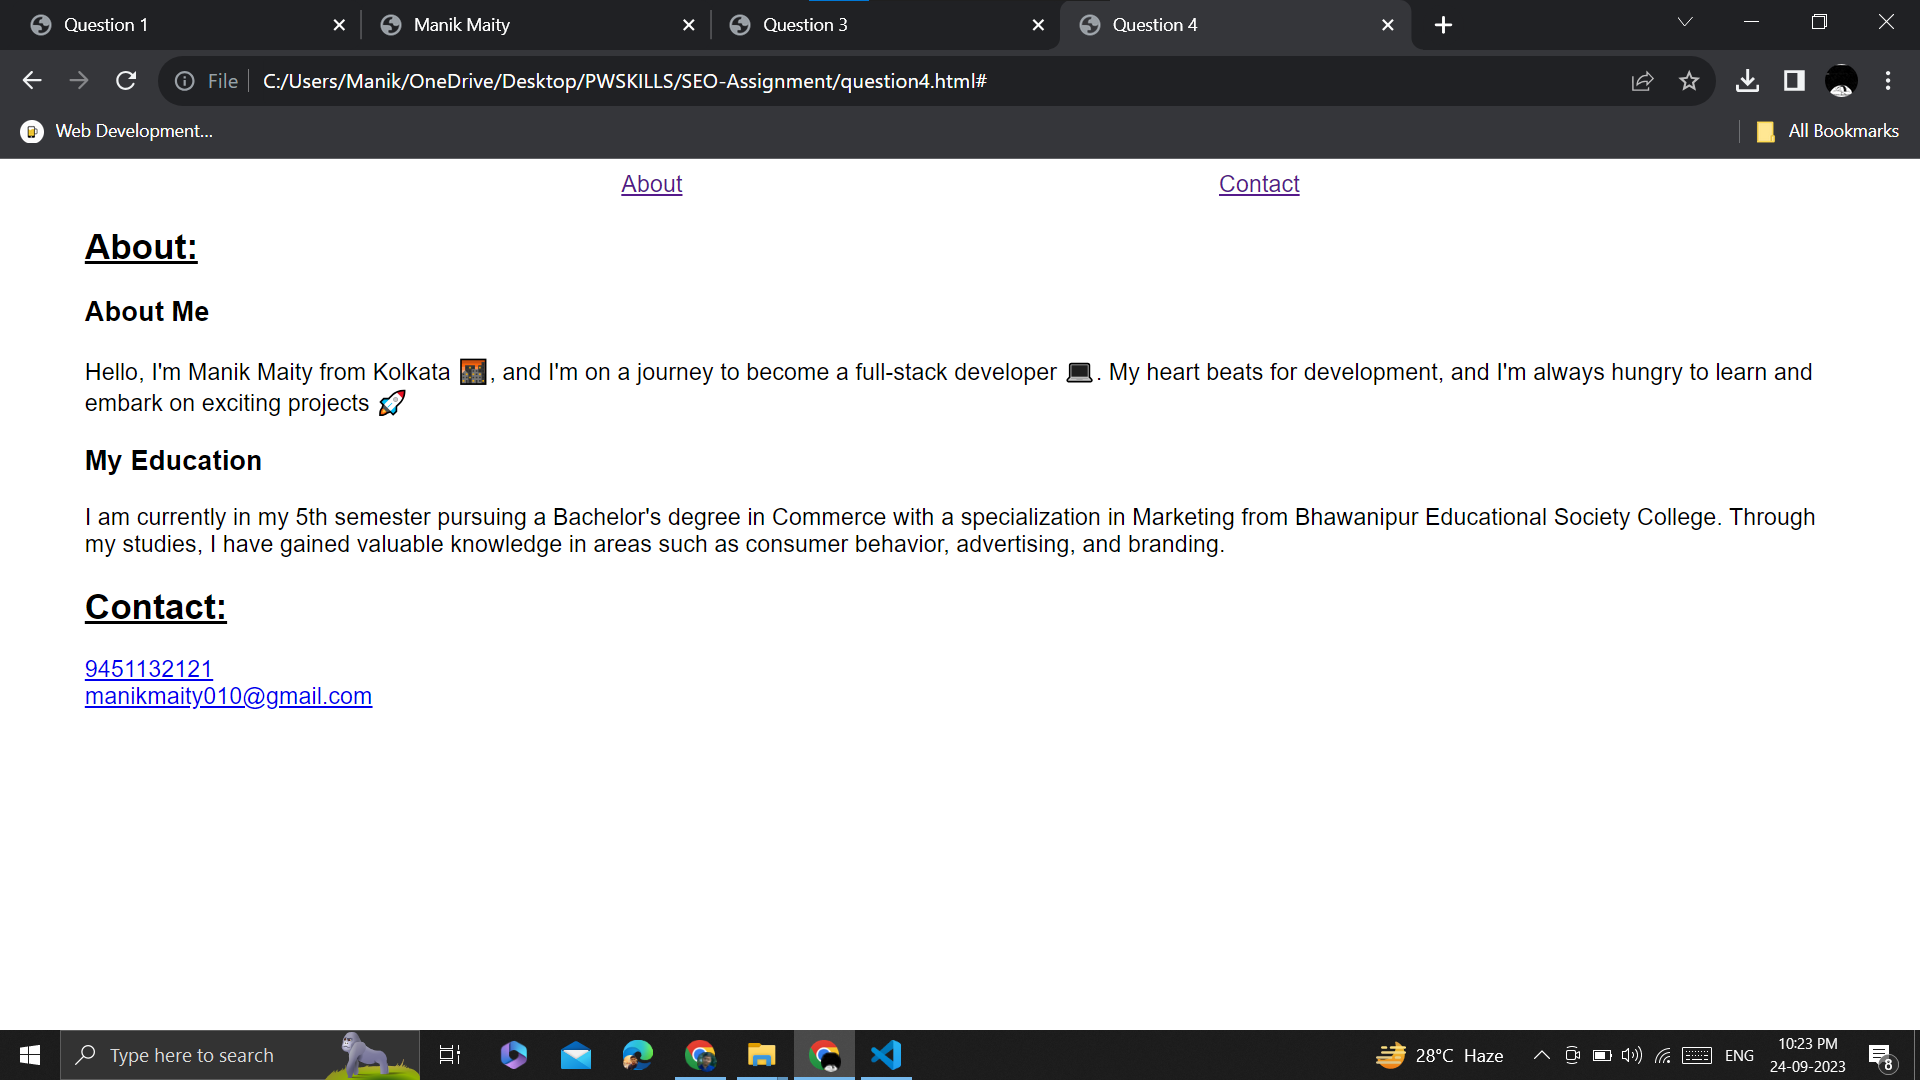 Question 1
Manik Maity
Question 3
Question 4
File
C:/Users/Manik/OneDrive/Desktop/PWSKILLS/SEO-Assignment/question4.html#
Web Development...
All Bookmarks
About
Contact
About:
About Me
Hello, I'm Manik Maity from Kolkata 🌇, and I'm on a journey to become a full-stack developer 💻. My heart beats for development, and I'm always hungry to learn and
embark on exciting projects 🚀
My Education
I am currently in my 5th semester pursuing a Bachelor's degree in Commerce with a specialization in Marketing from Bhawanipur Educational Society College. Through
my studies, I have gained valuable knowledge in areas such as consumer behavior, advertising, and branding.
Contact:
9451132121
manikmaity010@gmail.com
Type here to search
28°C Haze
ENG
10:23 PM
24-09-2023
8